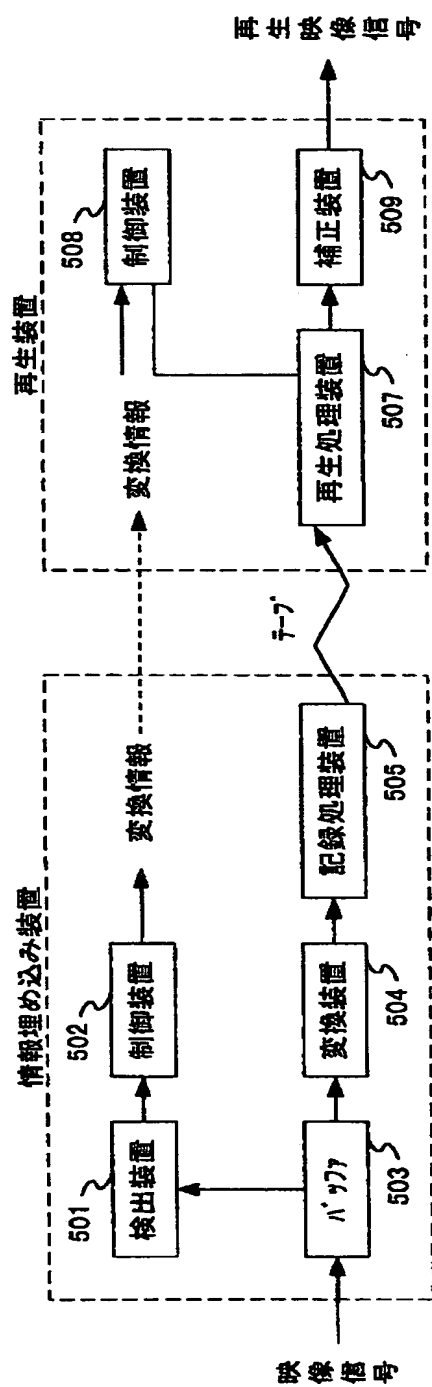 情報埋め込み装置
501
検出装置
502
制御装置
変換情報
映像信号
バッファ
503
変換装置
504
記録処理装置
505
テープ
再生装置
変換情報
508
制御装置
再生処理装置
507
補正装置
509
再生映像信号